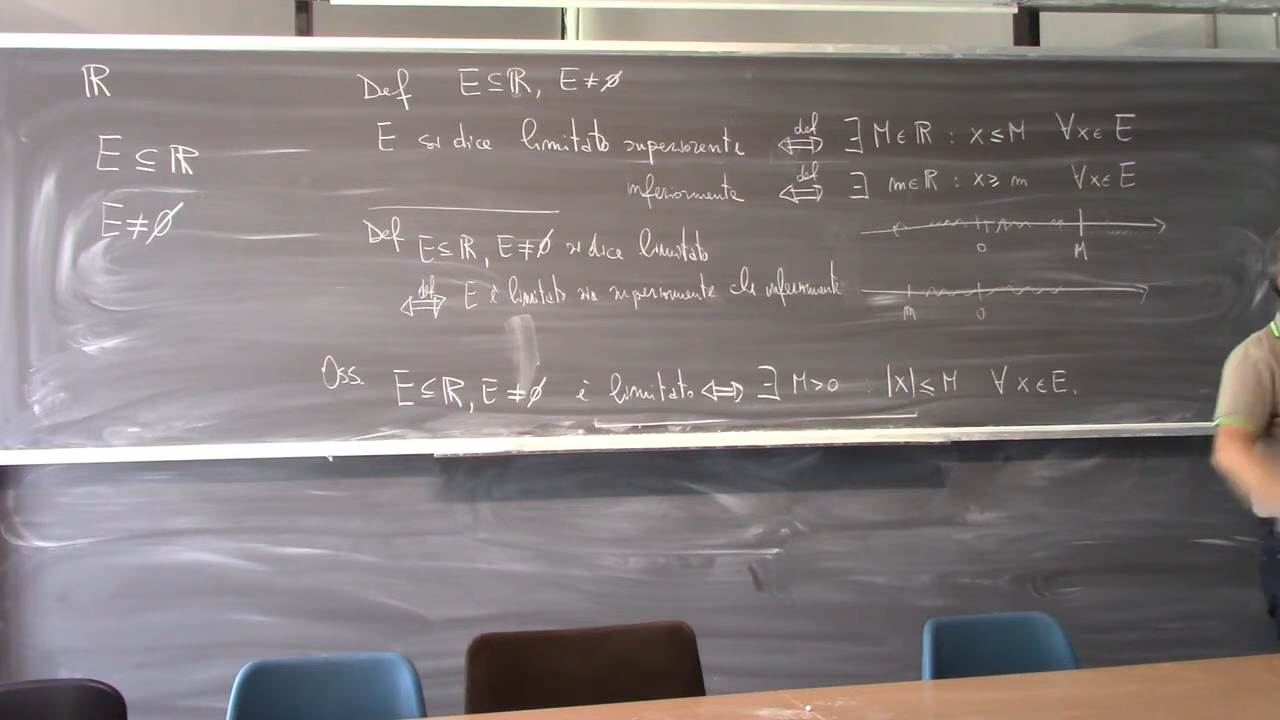 ℝ
E ⊆ ℝ
E ≠ ∅
Def E ⊆ ℝ, E ≠ ∅
E si dice limitato superiormente ⟺ def ∃ M ∈ ℝ : x ≤ M ∀x ∈ E
inferiormente ⟺ def ∃ m ∈ ℝ : x ≥ m ∀x ∈ E
0 M
Def E ⊆ ℝ, E ≠ ∅ si dice limitato
⟺ def E è limitato sia superiormente che inferiormente
m 0
Oss. E ⊆ ℝ, E ≠ ∅ è limitato ⟺ ∃ M > 0 : |x| ≤ M ∀ x ∈ E.